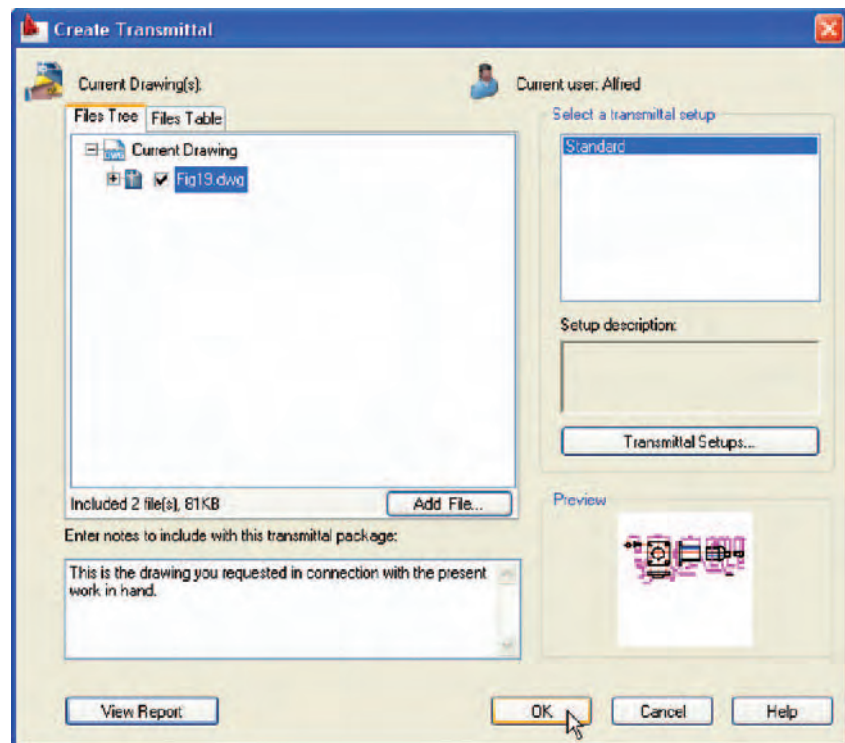 Create Transmittal
Current Drawing(s):
Current user: Alfred
Files Tree Files Table
Current Drawing
Fig19.dwg
Included 2 file(s), 81KB
Add File...
Enter notes to include with this transmittal package:
This is the drawing you requested in connection with the present
work in hand.
Select a transmittal setup
Standard
Setup description:
Transmittal Setups...
Preview
View Report
OK
Cancel
Help